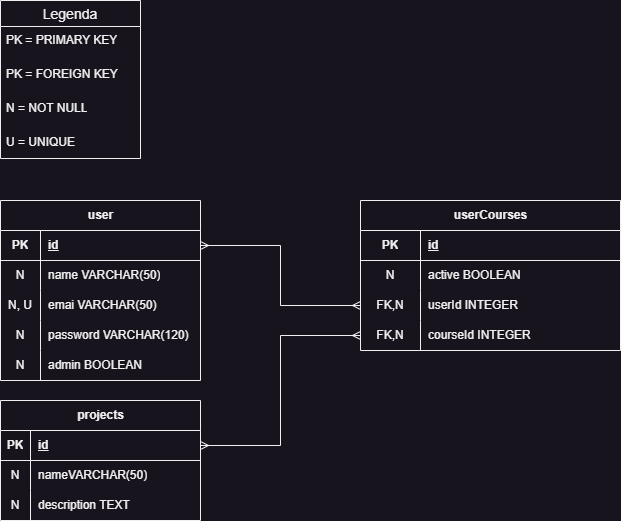 Legenda
PK = PRIMARY KEY
PK = FOREIGN KEY
N = NOT NULL
U = UNIQUE
user
PK id
N name VARCHAR(50)
N, U emai VARCHAR(50)
N password VARCHAR(120)
N admin BOOLEAN
userCourses
PK id
N active BOOLEAN
FK,N userId INTEGER
FK,N courseId INTEGER
projects
PK id
N nameVARCHAR(50)
N description TEXT